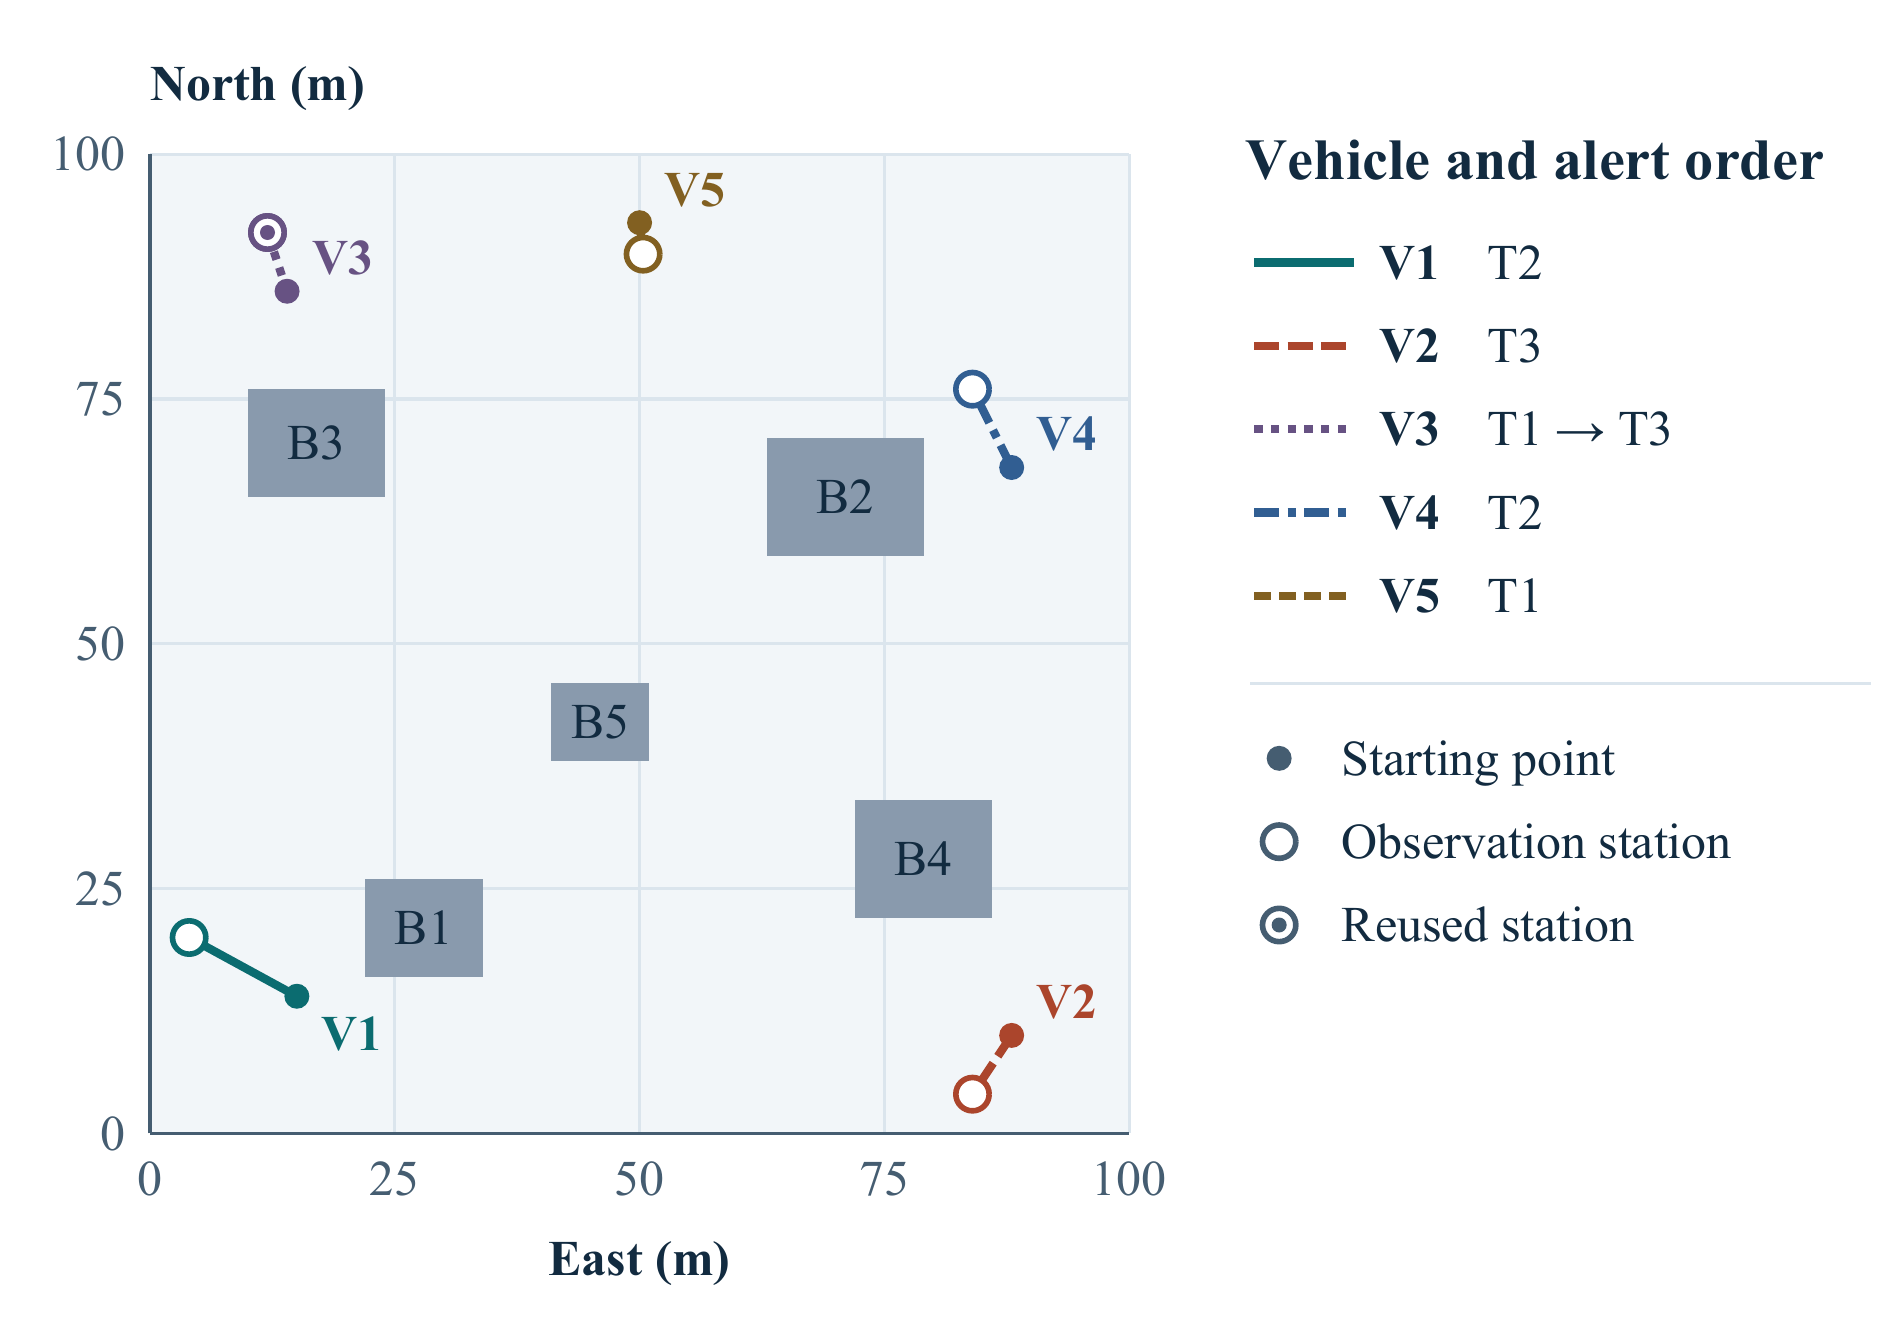 North (m)
100
75
50
25
0
0
25
50
75
100
East (m)
V3
V5
V4
B3
B2
B5
B4
B1
V1
V2
Vehicle and alert order
V1 T2
V2 T3
V3 T1 → T3
V4 T2
V5 T1
Starting point
Observation station
Reused station